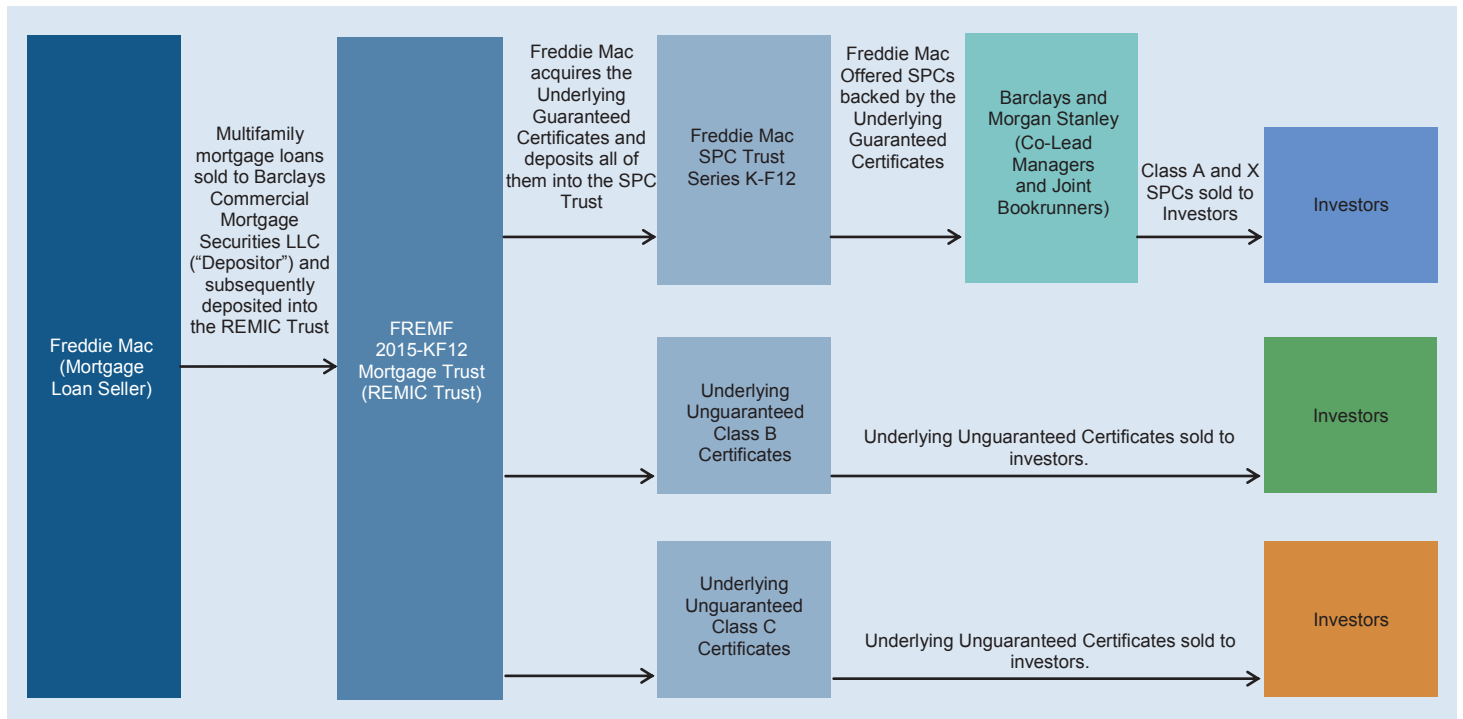 Freddie Mac
(Mortgage
Loan Seller)
Multifamily
mortgage loans
sold to Barclays
Commercial
Mortgage
Securities LLC
(“Depositor”) and
subsequently
deposited into
the REMIC Trust
FREMF
2015-KF12
Mortgage Trust
(REMIC Trust)
Freddie Mac
acquires the
Underlying
Guaranteed
Certificates and
deposits all of
them into the SPC
Trust
Freddie Mac
SPC Trust
Series K-F12
Freddie Mac
Offered SPCs
backed by the
Underlying
Guaranteed
Certificates
Barclays and
Morgan Stanley
(Co-Lead
Managers
and Joint
Bookrunners)
Class A and X
SPCs sold to
Investors
Investors
Underlying
Unguaranteed
Class B
Certificates
Underlying Unguaranteed Certificates sold to
investors.
Investors
Underlying
Unguaranteed
Class C
Certificates
Underlying Unguaranteed Certificates sold to
investors.
Investors